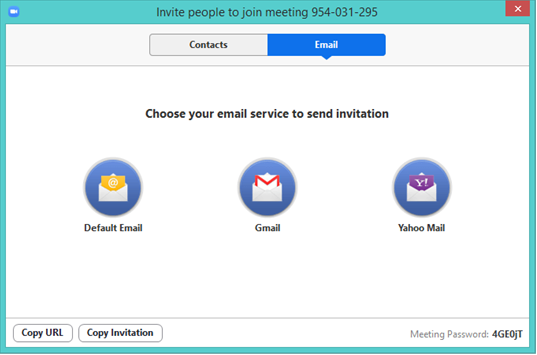 Invite people to join meeting 954-031-295
Contacts
Email
Choose your email service to send invitation
@
Y!
Default Email
Gmail
Yahoo Mail
Copy URL
Copy Invitation
Meeting Password: 4GE0jT